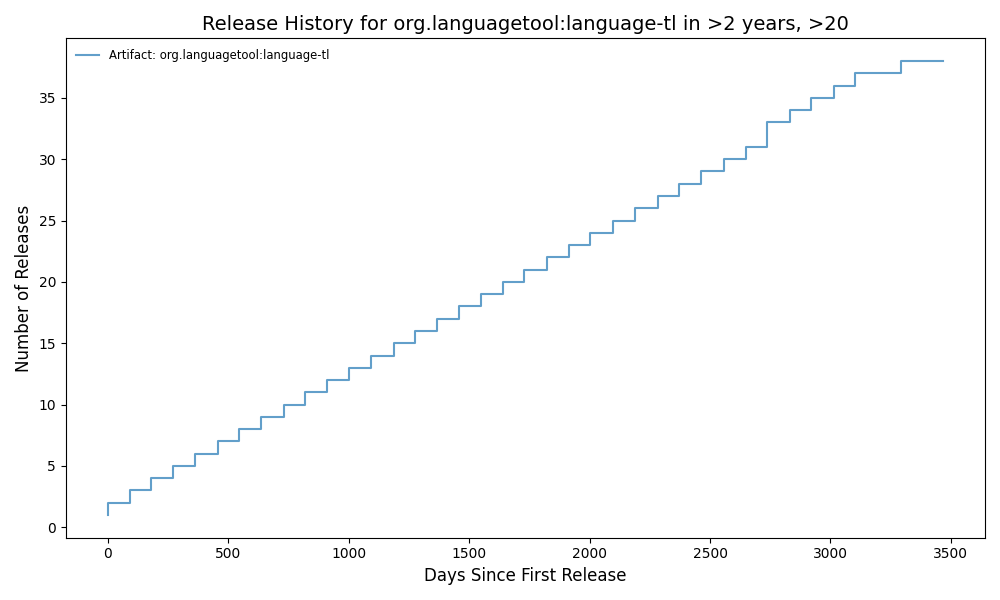 Release History for org.languagetool:language-tl in >2 years, >20
Artifact: org.languagetool:language-tl
Number of Releases
35
30
25
20
15
10
5
0
0 500 1000 1500 2000 2500 3000 3500
Days Since First Release